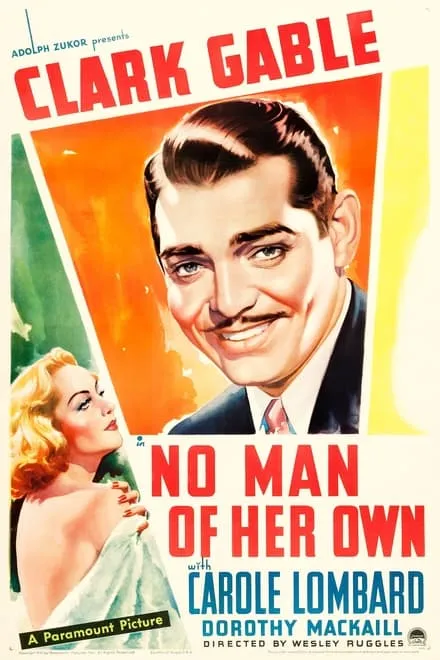 ADOLPH ZUKOR presents
CLARK GABLE
in
NO MAN
OF HER OWN
with
CAROLE LOMBARD
DOROTHY MACKAILL
DIRECTED BY WESLEY RUGGLES
A Paramount Picture